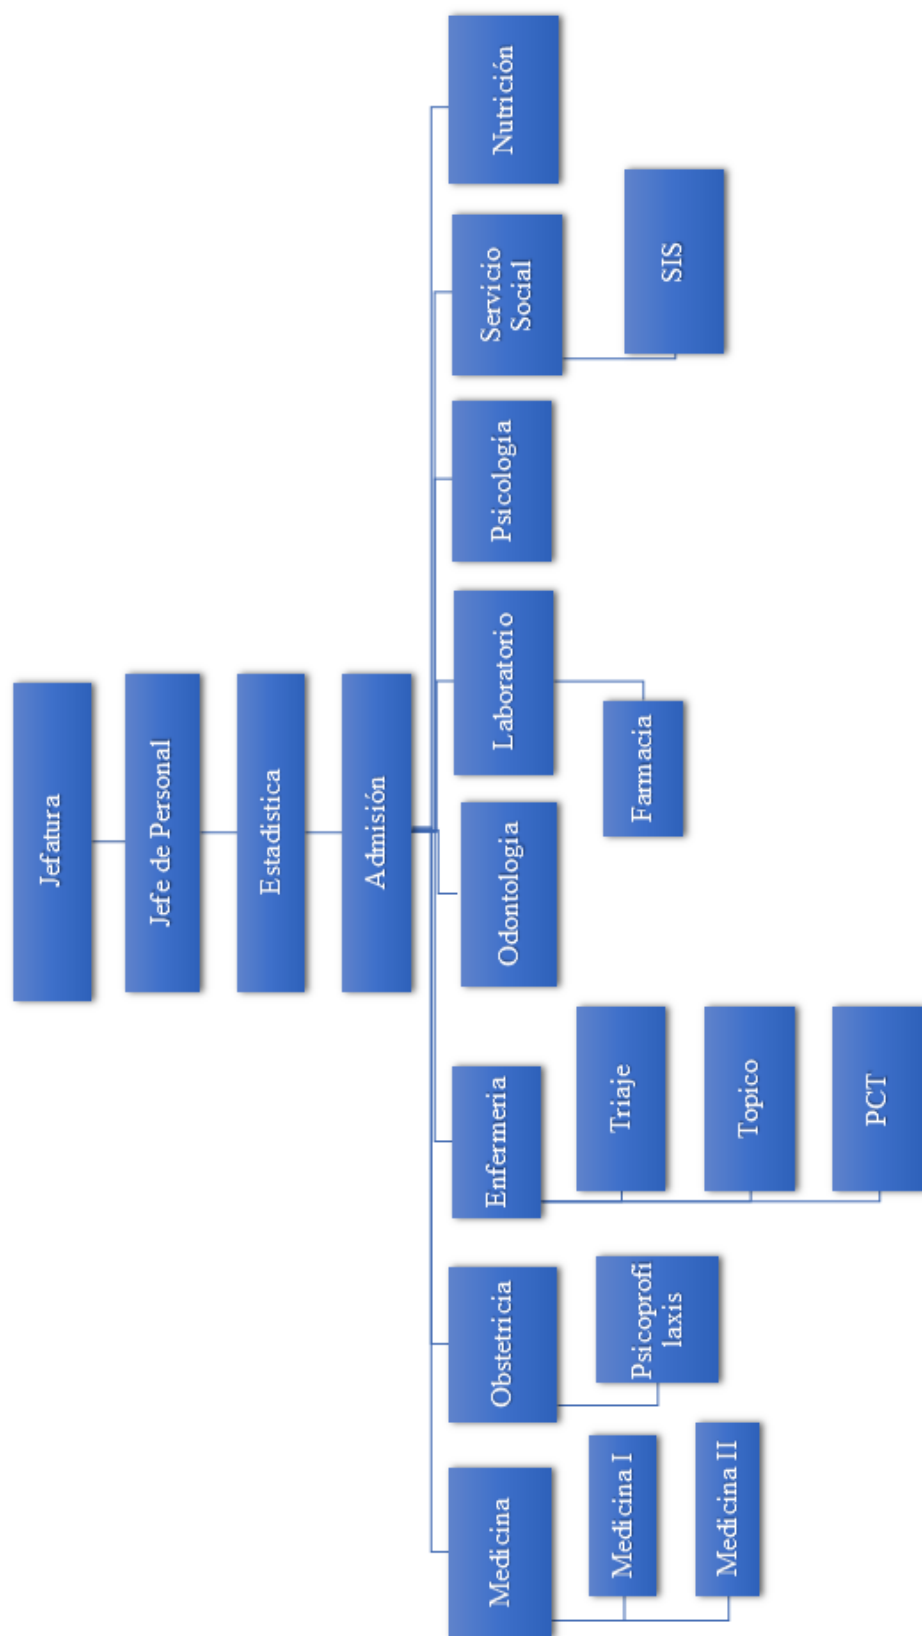 Jefatura
Jefe de Personal
Estadistica
Admisión
Medicina
Obstetricia
Enfermeria
Odontologia
Laboratorio
Psicología
Servicio
Social
Nutrición
Medicina I
Medicina II
Psicoprofi
laxis
Triaje
Topico
PCT
Farmacia
SIS